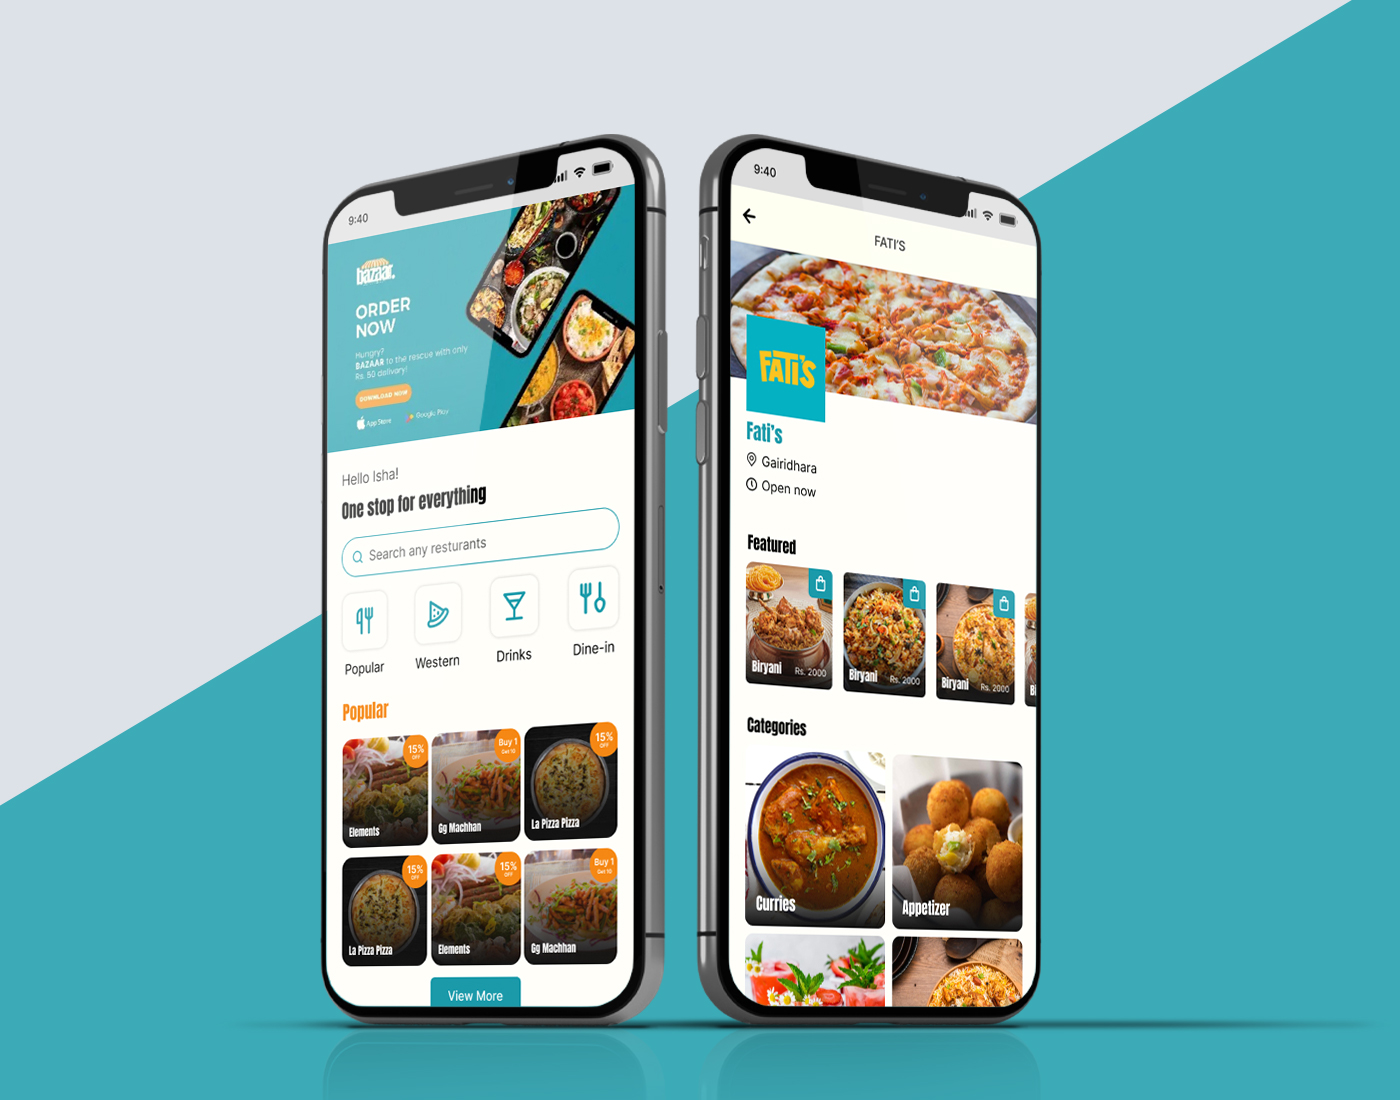 9:40
bazaar.
ORDER
NOW
Hungry?
BAZAAR to the rescue with only
Rs. 50 delivery!
DOWNLOAD NOW
App Store
Google Play
Hello Isha!
One stop for everything
Search any resturants
Popular
Western
Drinks
Dine-in
Popular
15%
OFF
Elements
Buy 1
Get 10
Gg Machhan
15%
OFF
La Pizza Pizza
15%
OFF
La Pizza Pizza
15%
OFF
Elements
Buy 1
Get 10
Gg Machhan
View More
9:40
FATI'S
FATI'S
Fati's
Gairidhara
Open now
Featured
Biryani
Rs. 2000
Biryani
Rs. 2000
Biryani
Rs. 2000
Bi
Categories
Curries
Appetizer